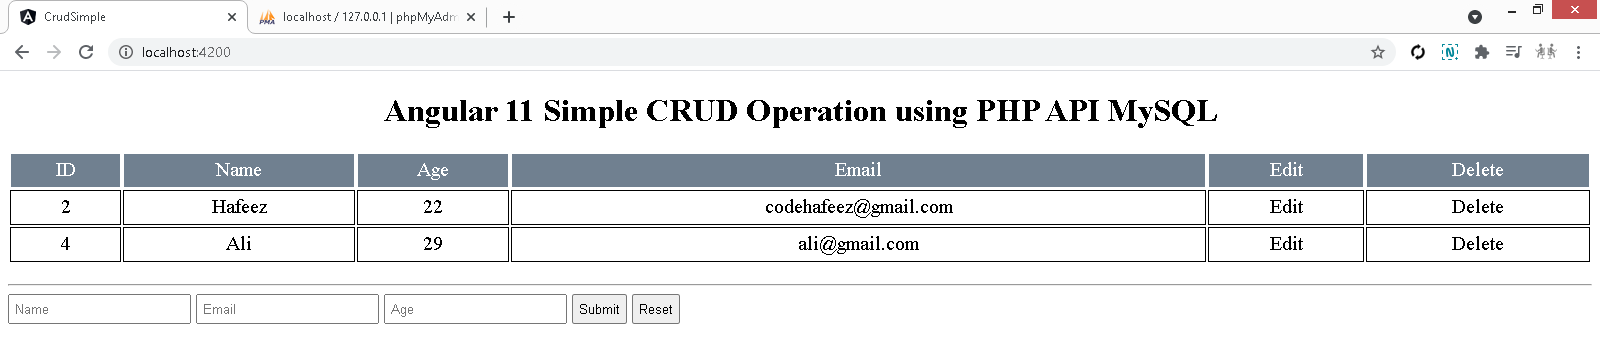 CrudSimple
localhost / 127.0.0.1 | phpMyAdm
localhost:4200
Angular 11 Simple CRUD Operation using PHP API MySQL
ID Name Age Email Edit Delete
2 Hafeez 22 codehafeez@gmail.com Edit Delete
4 Ali 29 ali@gmail.com Edit Delete
Name Email Age Submit Reset